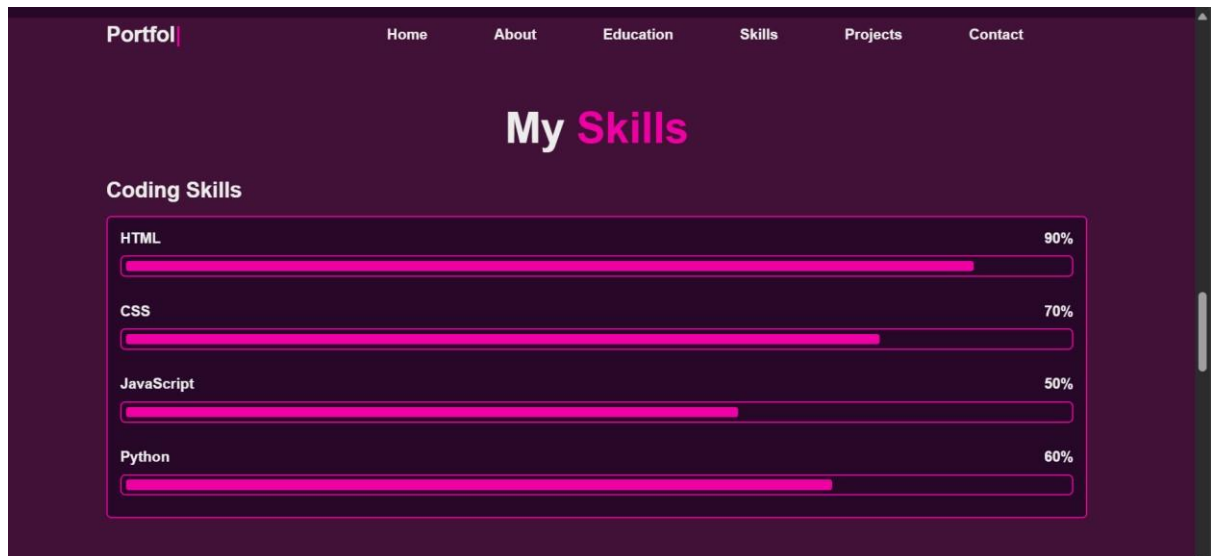 Portfol Home About Education Skills Projects Contact
My Skills
Coding Skills
HTML 90%
CSS 70%
JavaScript 50%
Python 60%